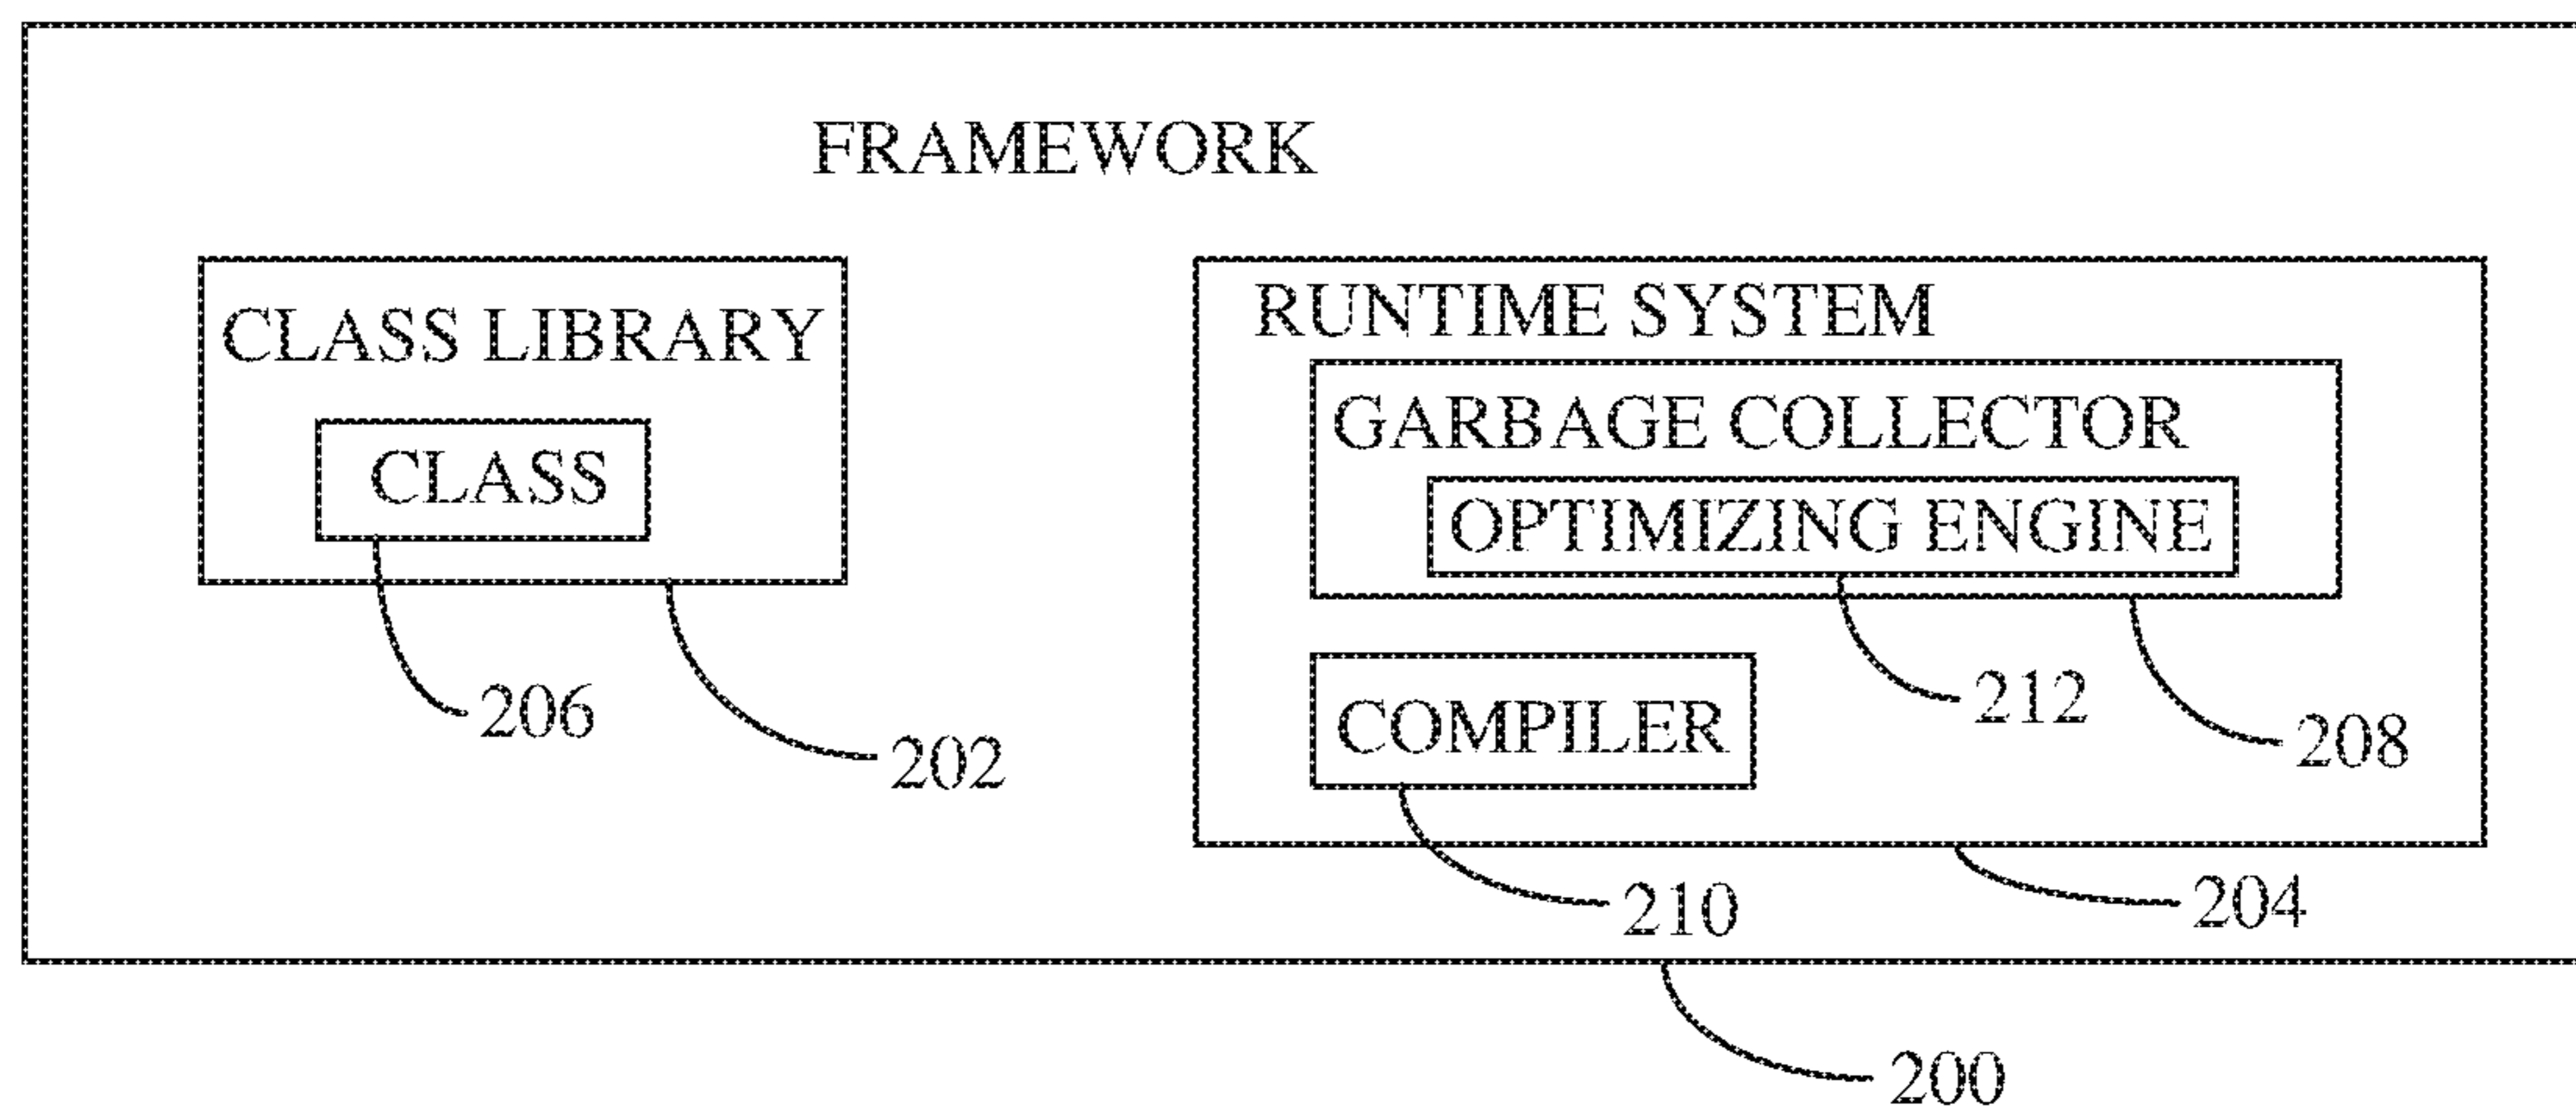 FRAMEWORK
CLASS LIBRARY
CLASS
206
202
RUNTIME SYSTEM
GARBAGE COLLECTOR
OPTIMIZING ENGINE
212
208
COMPILER
210
204
200